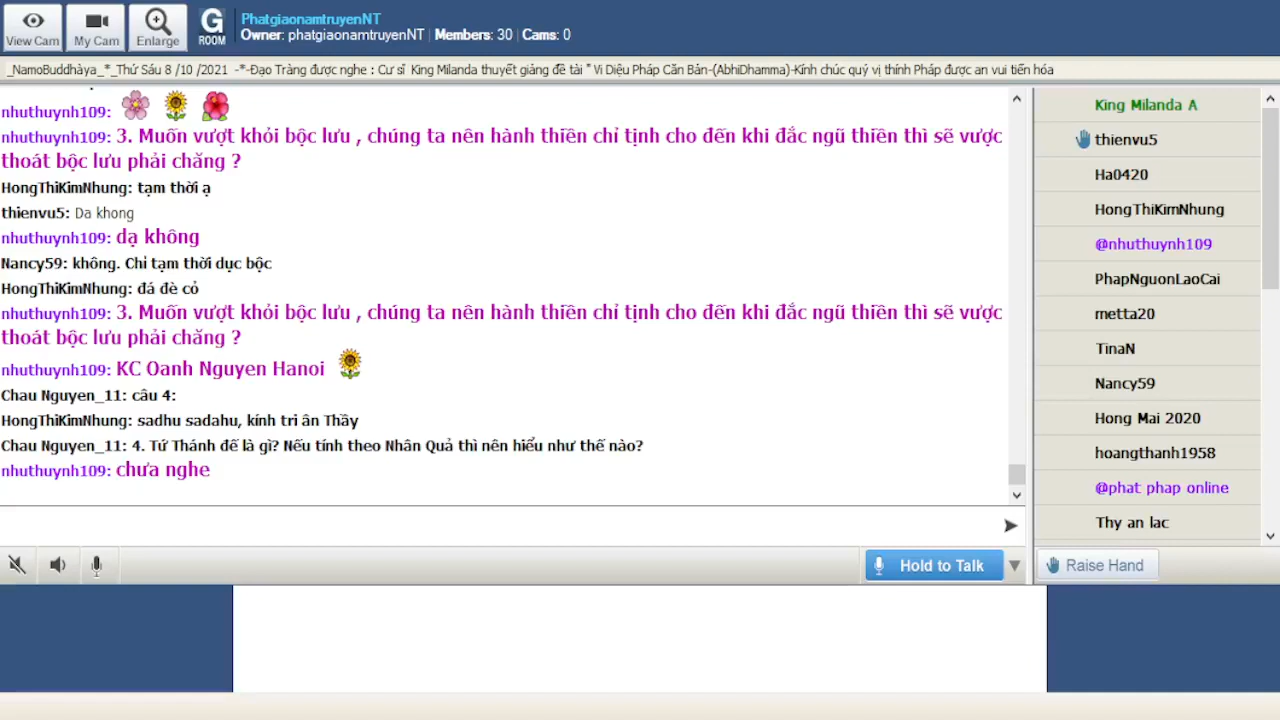 PhatgiaonamtruyenNT
Owner: phatgiaonamtruyenNT | Members: 30 | Cams: 0
View Cam
My Cam
Enlarge
G
ROOM
_NamoBuddhàya_*_Thứ Sáu 8 /10 /2021 -*-Đạo Tràng được nghe : Cư sĩ King Milanda thuyết giảng đề tài " Vi Diệu Pháp Căn Bản-(AbhiDhamma)-Kính chúc quý vị thính Pháp được an vui tiến hóa
nhuthuynh109:
nhuthuynh109: 3. Muốn vượt khỏi bộc lưu , chúng ta nên hành thiền chỉ tịnh cho đến khi đắc ngũ thiền thì sẽ vược
thoát bộc lưu phải chăng ?
HongThiKimNhung: tạm thời ạ
thienvu5: Da khong
nhuthuynh109: dạ không
Nancy59: không. Chỉ tạm thời dục bộc
HongThiKimNhung: đá đè cỏ
nhuthuynh109: 3. Muốn vượt khỏi bộc lưu , chúng ta nên hành thiền chỉ tịnh cho đến khi đắc ngũ thiền thì sẽ vược
thoát bộc lưu phải chăng ?
nhuthuynh109: KC Oanh Nguyen Hanoi
Chau Nguyen_11: câu 4:
HongThiKimNhung: sadhu sadahu, kính tri ân Thầy
Chau Nguyen_11: 4. Tứ Thánh đế là gì? Nếu tính theo Nhân Quả thì nên hiểu như thế nào?
nhuthuynh109: chưa nghe
King Milanda A
thienvu5
Ha0420
HongThiKimNhung
@nhuthuynh109
PhapNguonLaoCai
metta20
TinaN
Nancy59
Hong Mai 2020
hoangthanh1958
@phat phap online
Thy an lac
Hold to Talk
Raise Hand